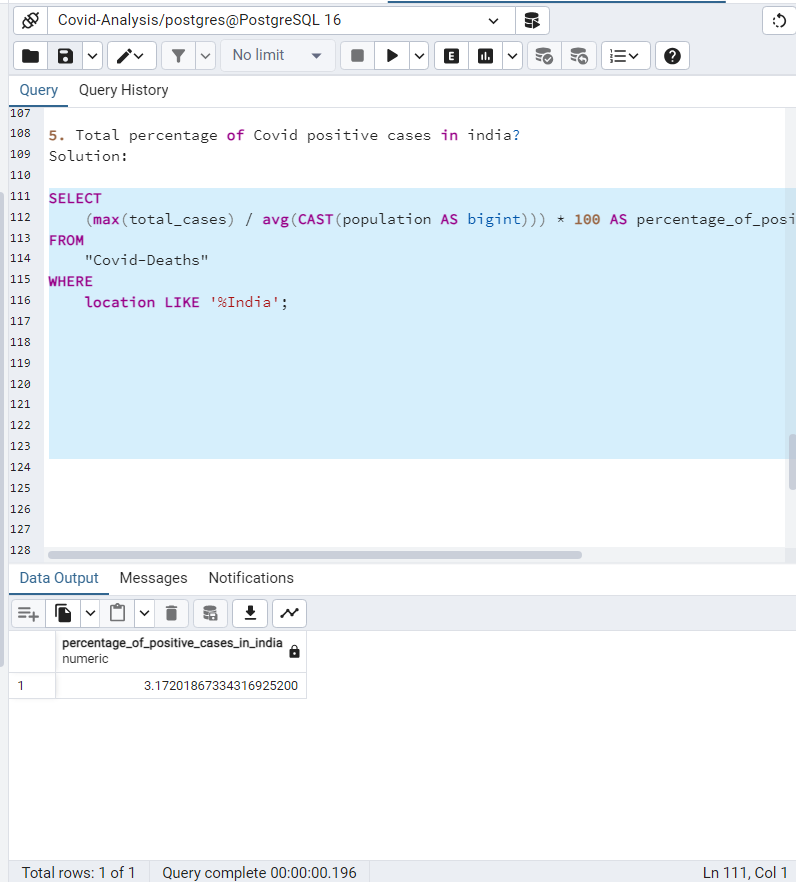 Covid-Analysis/postgres@PostgreSQL 16
No limit
E
Query Query History
107
108 5. Total percentage of Covid positive cases in india?
109 Solution:
110
111 SELECT
112 (max(total_cases) / avg(CAST(population AS bigint))) * 100 AS percentage_of_posi
113 FROM
114 "Covid-Deaths"
115 WHERE
116 location LIKE '%India';
117
118
119
120
121
122
123
124
125
126
127
128
Data Output Messages Notifications
percentage_of_positive_cases_in_india
numeric
1 3.17201867334316925200
Total rows: 1 of 1 Query complete 00:00:00.196 Ln 111, Col 1